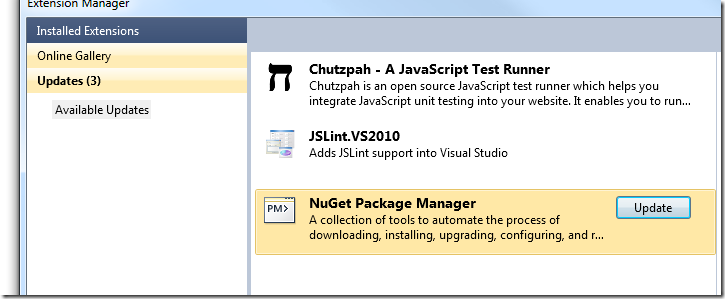 Extension Manager
Installed Extensions
Online Gallery
Updates (3)
Available Updates
ח
Chutzpah - A JavaScript Test Runner
Chutzpah is an open source JavaScript test runner which helps you
integrate JavaScript unit testing into your website. It enables you to run...
JSLint.VS2010
Adds JSLint support into Visual Studio
PM>
NuGet Package Manager
A collection of tools to automate the process of
downloading, installing, upgrading, configuring, and r...
Update